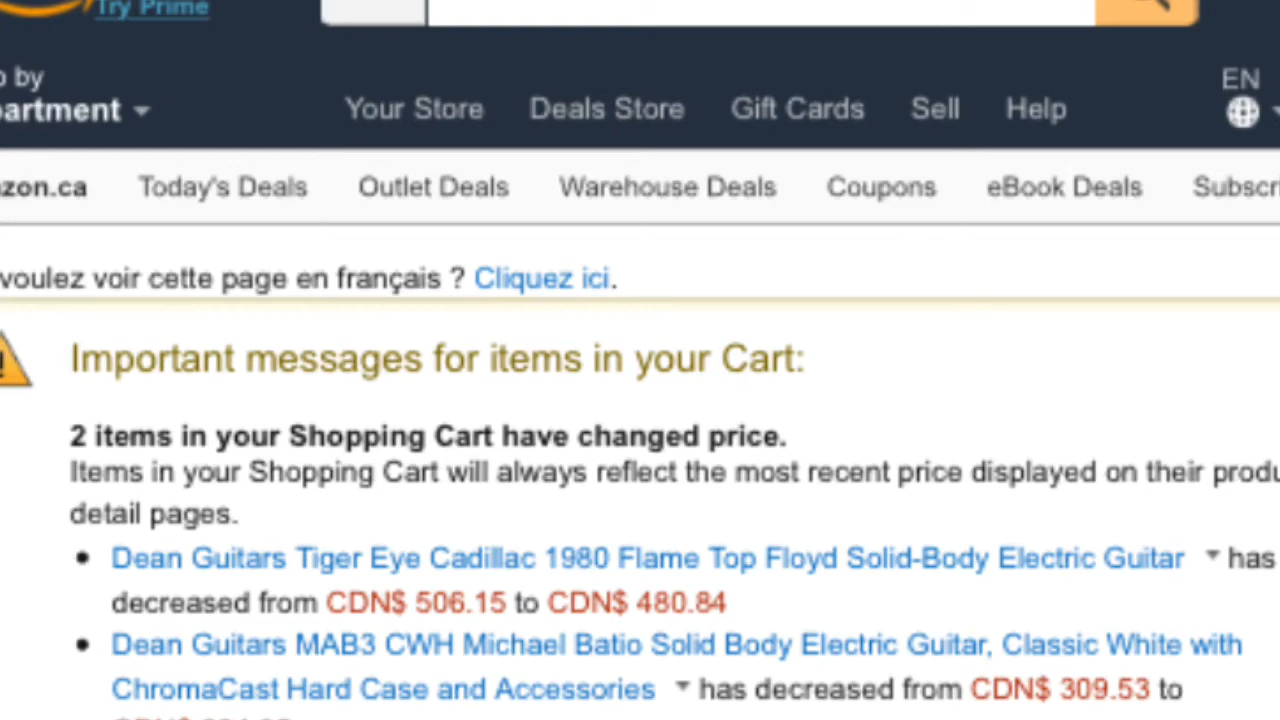 Try Prime
by
EN
Your Store Deals Store Gift Cards Sell Help
Today's Deals Outlet Deals Warehouse Deals Coupons eBook Deals
voulez voir cette page en français ? Cliquez ici.
Important messages for items in your Cart:
2 items in your Shopping Cart have changed price.
Items in your Shopping Cart will always reflect the most recent price displayed on their
detail pages.
• Dean Guitars Tiger Eye Cadillac 1980 Flame Top Floyd Solid-Body Electric Guitar has
decreased from CDN$ 506.15 to CDN$ 480.84
• Dean Guitars MAB3 CWH Michael Batio Solid Body Electric Guitar, Classic White with
ChromaCast Hard Case and Accessories has decreased from CDN$ 309.53 to